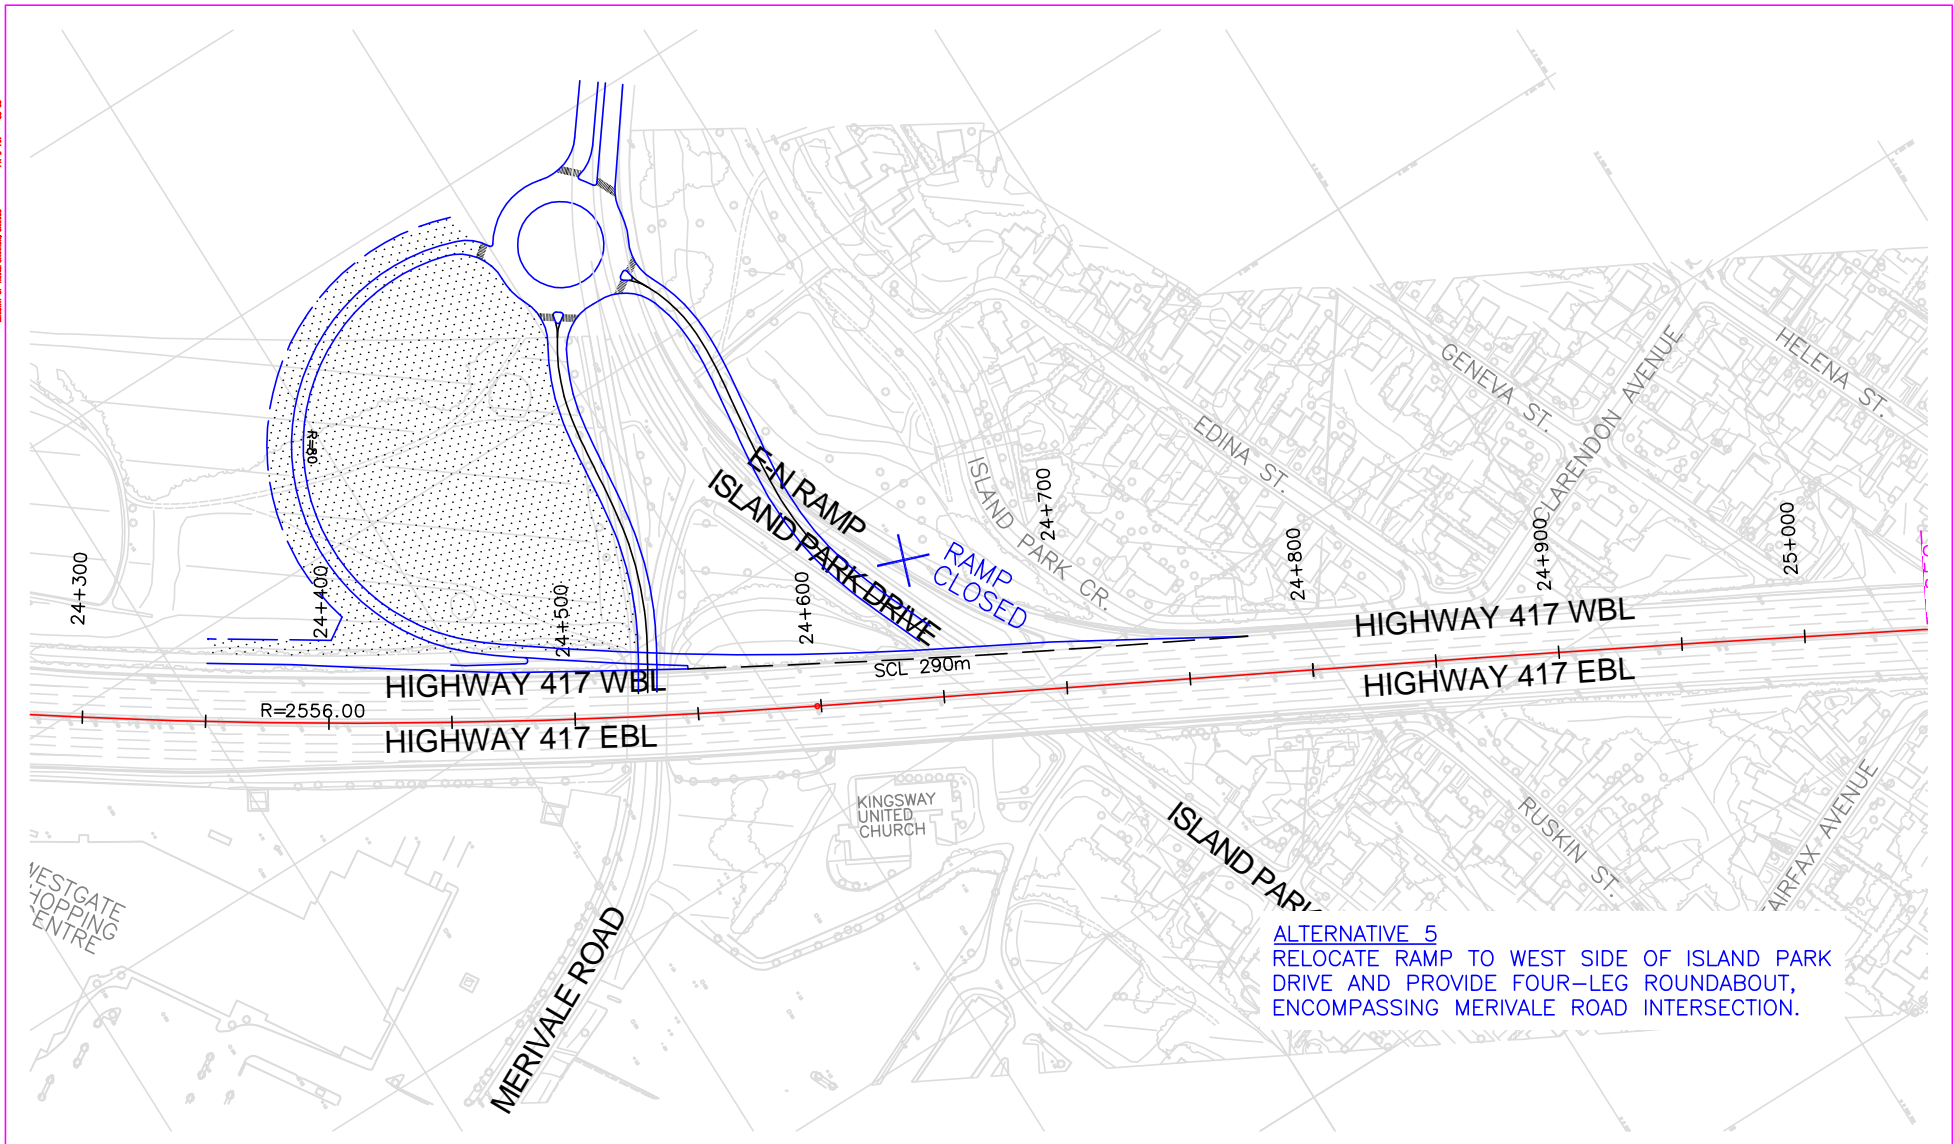 GENEVA ST.
CLARENDON AVENUE
HELENA ST.
EDINA ST.
ISLAND PARK CR.
E-N RAMP
ISLAND PARK DRIVE
RAMP
CLOSED
R=80
24+300
24+400
24+500
24+600
24+700
24+800
24+900
25+000
HIGHWAY 417 WBL
HIGHWAY 417 WBL
SCL 290m
R=2556.00
HIGHWAY 417 EBL
HIGHWAY 417 EBL
KINGSWAY
UNITED
CHURCH
ISLAND PARK
RUSKIN ST.
FAIRFAX AVENUE
WESTGATE
SHOPPING
CENTRE
MERIVALE ROAD
ALTERNATIVE 5
RELOCATE RAMP TO WEST SIDE OF ISLAND PARK
DRIVE AND PROVIDE FOUR-LEG ROUNDABOUT,
ENCOMPASSING MERIVALE ROAD INTERSECTION.